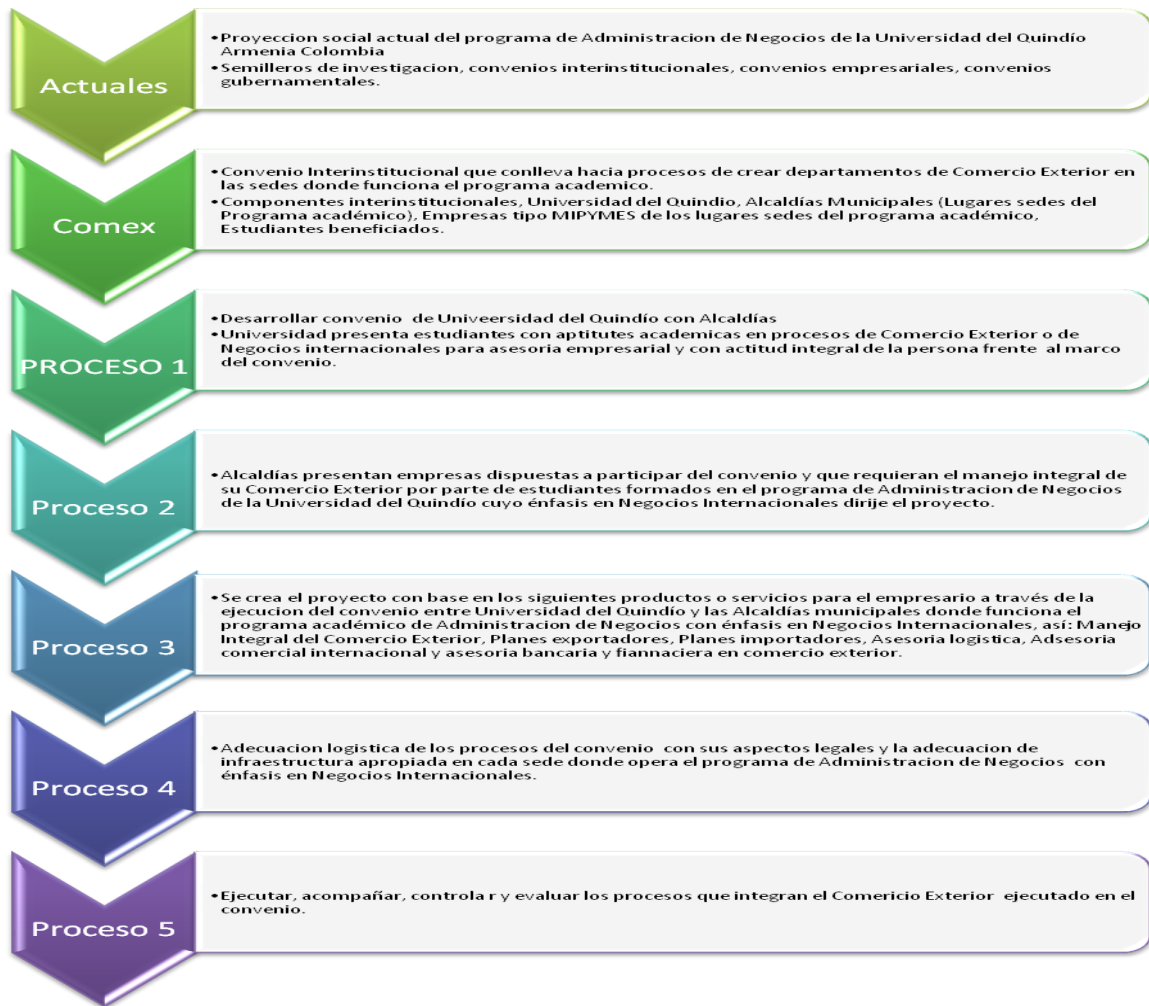 Actuales
•Proyeccion social actual del programa de Administracion de Negocios de la Universidad del Quindío
Armenia Colombia
•Semilleros de investigacion, convenios interinstitucionales, convenios empresariales, convenios
gubernamentales.
Comex
•Convenio Interinstitucional que conlleva hacia procesos de crear departamentos de Comercio Exterior en
las sedes donde funciona el programa academico.
•Componentes interinstitucionales, Universidad del Quindio, Alcaldías Municipales (Lugares sedes del
Programa académico), Empresas tipo MIPYMES de los lugares sedes del programa académico,
Estudiantes beneficiados.
PROCESO 1
•Desarrollar convenio de Univeersidad del Quindío con Alcaldías
•Universidad presenta estudiantes con aptitutes academicas en procesos de Comercio Exterior o de
Negocios internacionales para asesoria empresarial y con actitud integral de la persona frente al marco
del convenio.
Proceso 2
•Alcaldías presentan empresas dispuestas a participar del convenio y que requieran el manejo integral de
su Comercio Exterior por parte de estudiantes formados en el programa de Administracion de Negocios
de la Universidad del Quindío cuyo énfasis en Negocios Internacionales dirije el proyecto.
Proceso 3
•Se crea el proyecto con base en los siguientes productos o servicios para el empresario a través de la
ejecucion del convenio entre Universidad del Quindío y las Alcaldías municipales donde funciona el
programa académico de Administracion de Negocios con énfasis en Negocios Internacionales, así: Manejo
Integral del Comercio Exterior, Planes exportadores, Planes importadores, Asesoria logistica, Adsesoria
comercial internacional y asesoria bancaria y fiannaciera en comercio exterior.
Proceso 4
•Adecuacion logistica de los procesos del convenio con sus aspectos legales y la adecuacion de
infraestructura apropiada en cada sede donde opera el programa de Administracion de Negocios con
énfasis en Negocios Internacionales.
Proceso 5
•Ejecutar, acompañar, controla r y evaluar los procesos que integran el Comericio Exterior ejecutado en el
convenio.